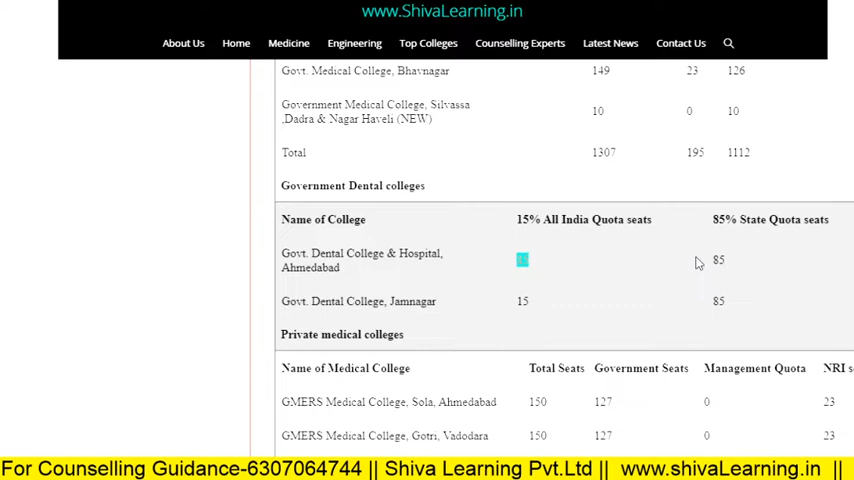 www.ShivaLearning.in
About Us Home Medicine Engineering Top Colleges Counselling Experts Latest News Contact Us
Govt. Medical College, Bhavnagar 149 23 126
Government Medical College, Silvassa
,Dadra & Nagar Haveli (NEW) 10 0 10
Total 1307 195 1112
Government Dental colleges
Name of College 15% All India Quota seats 85% State Quota seats
Govt. Dental College & Hospital,
Ahmedabad 15 85
Govt. Dental College, Jamnagar 15 85
Private medical colleges
Name of Medical College Total Seats Government Seats Management Quota NRI s
GMERS Medical College, Sola, Ahmedabad 150 127 0 23
GMERS Medical College, Gotri, Vadodara 150 127 0 23
For Counselling Guidance-6307064744 || Shiva Learning Pvt.Ltd || www.shivaLearning.in ||